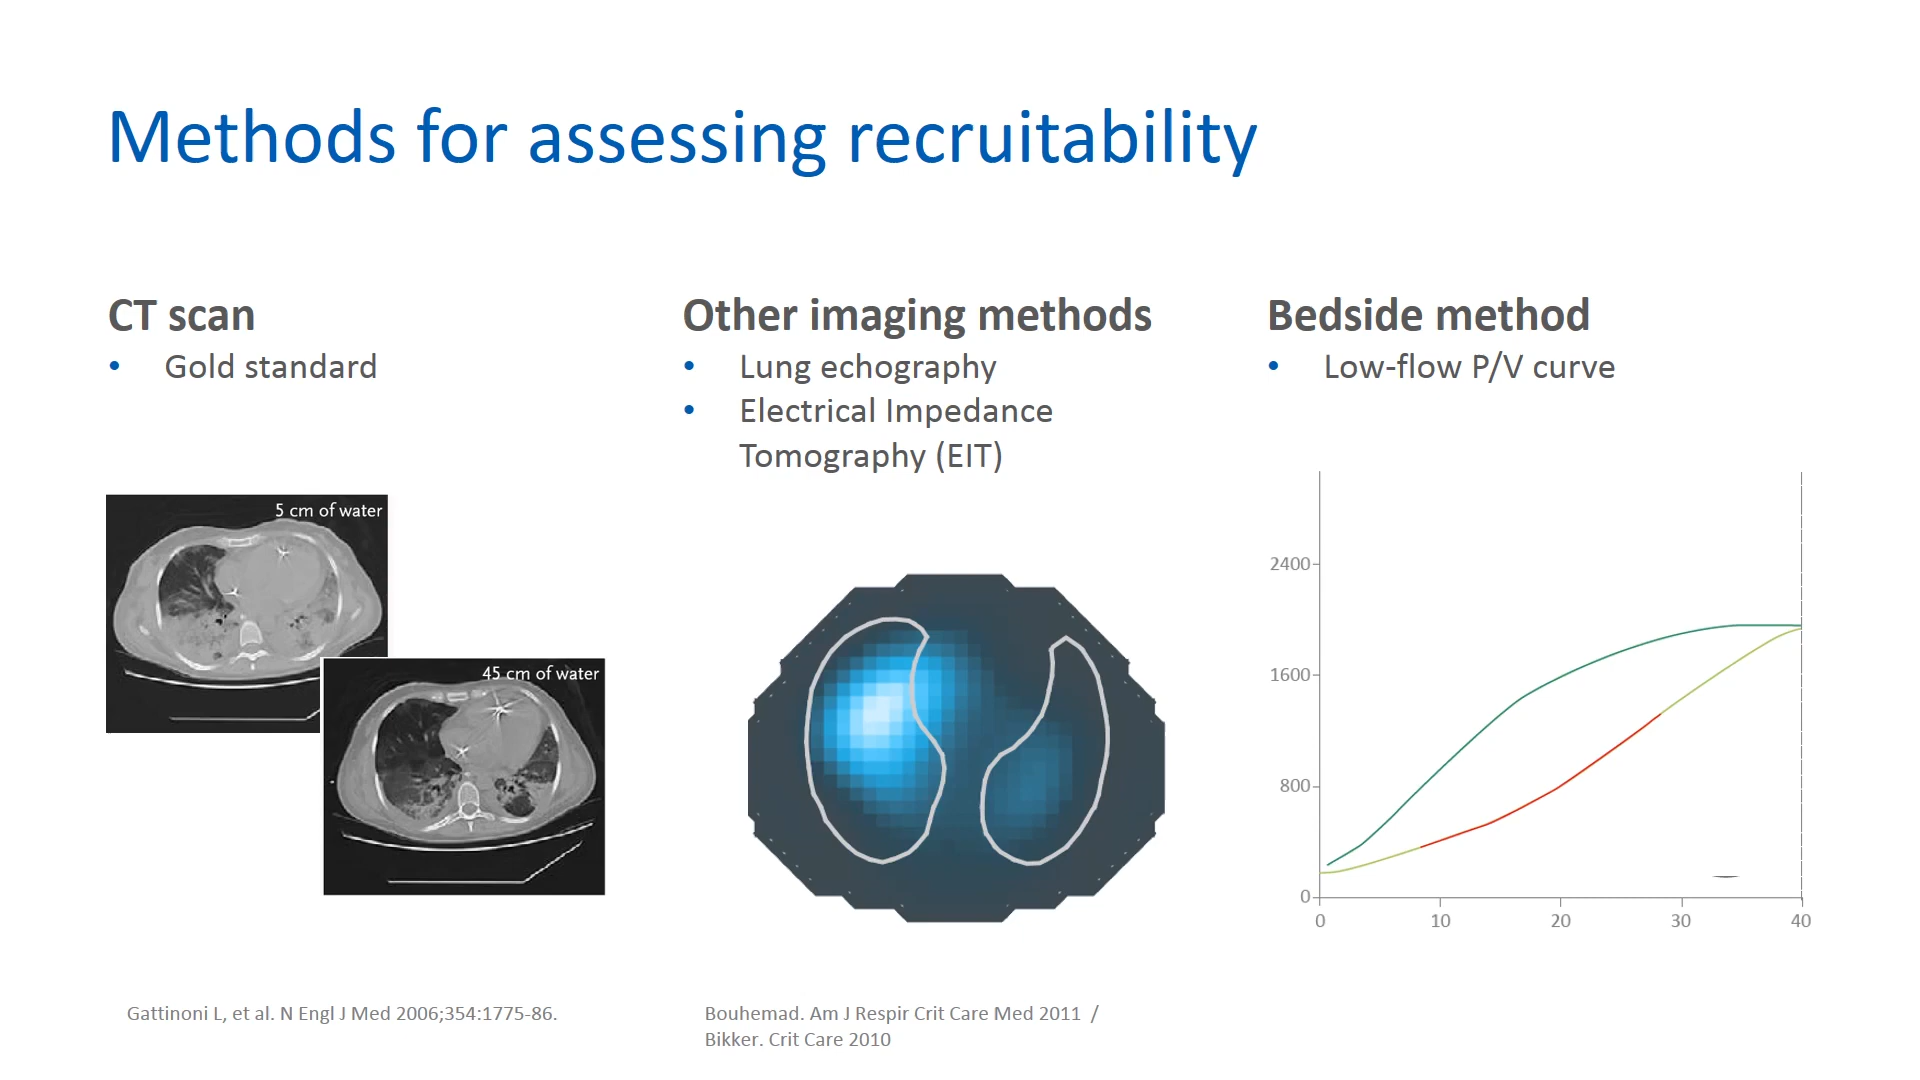 Methods for assessing recruitability
CT scan
• Gold standard
5 cm of water
45 cm of water
Gattinoni L, et al. N Engl J Med 2006;354:1775-86.
Other imaging methods
• Lung echography
• Electrical Impedance
Tomography (EIT)
Bouhemad. Am J Respir Crit Care Med 2011 /
Bikker. Crit Care 2010
Bedside method
• Low-flow P/V curve
2400
1600
800
0
0 10 20 30 40